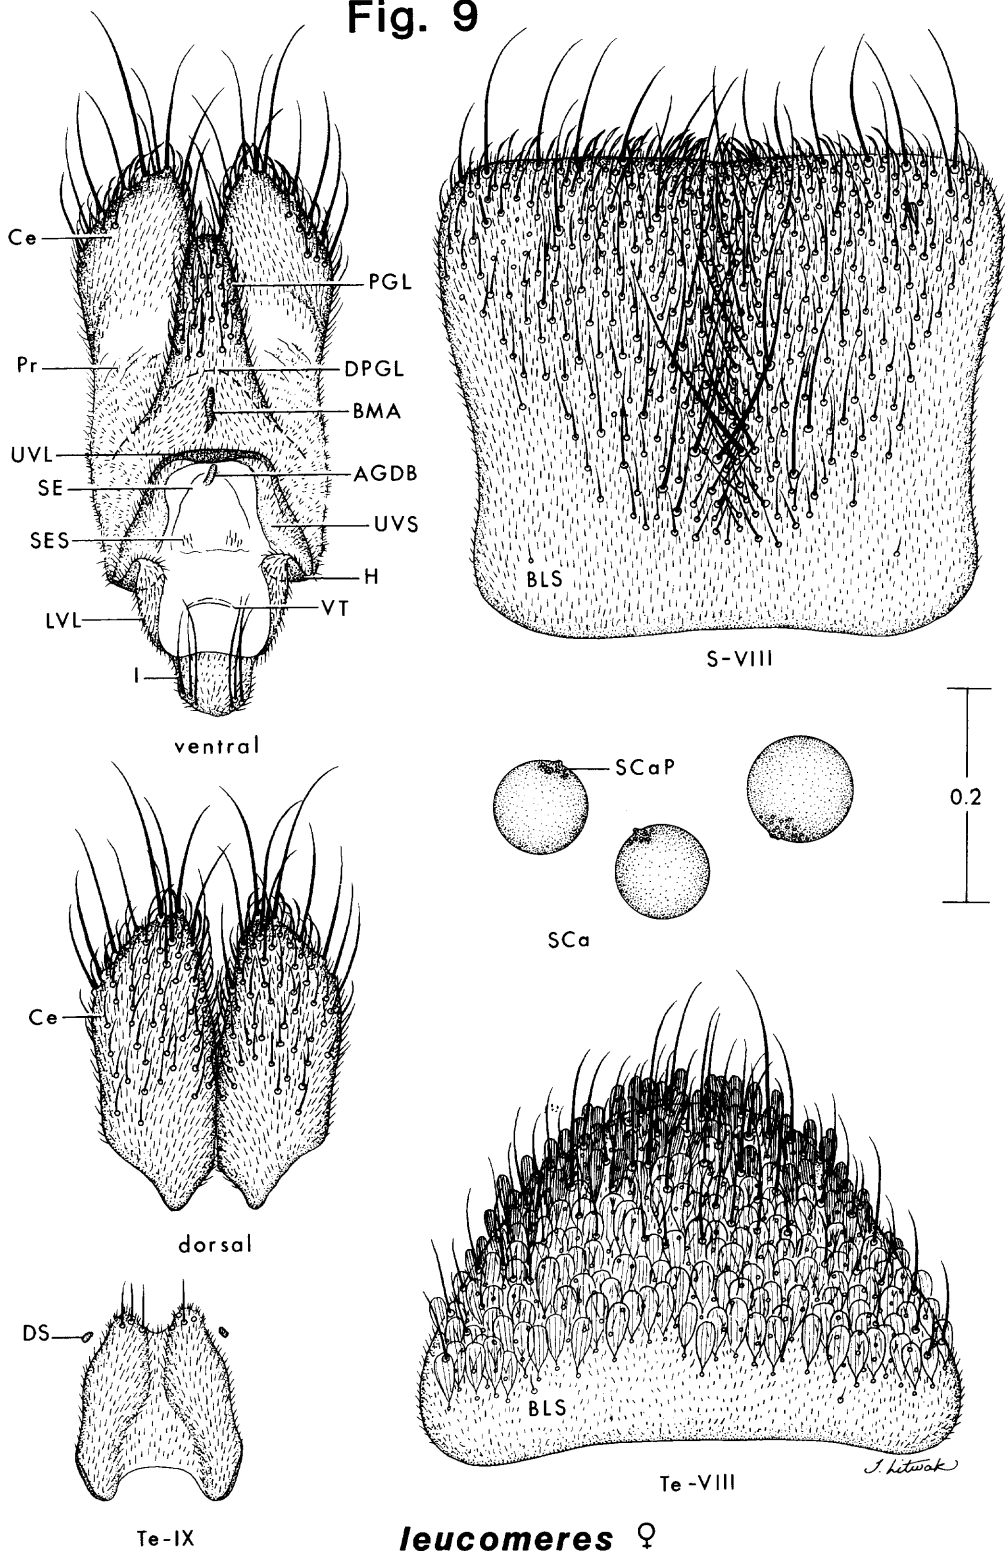 Fig. 9
Ce
PGL
Pr
DPGL
BMA
UVL
AGDB
SE
UVS
SES
H
VT
LVL
I
ventral
BLS
S-VIII
SCaP
0.2
SCa
Ce
dorsal
DS
Te-IX
BLS
Te-VIII
T. Litwak
leucomeres ♀